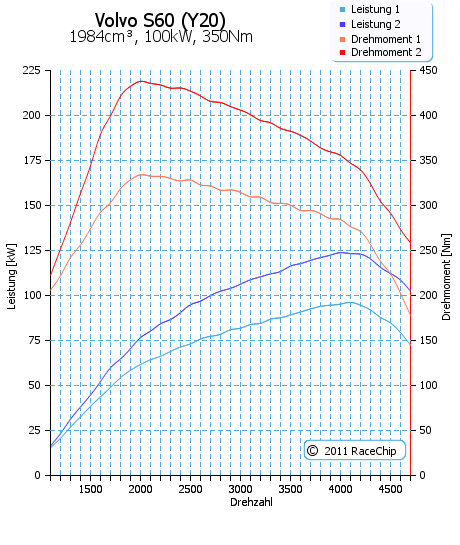 Volvo S60 (Y20)
1984cm³, 100kW, 350Nm
Leistung 1
Leistung 2
Drehmoment 1
Drehmoment 2
225
200
175
150
125
100
75
50
25
0
Leistung [kW]
450
400
350
300
250
200
150
100
50
0
Drehmoment [Nm]
1500 2000 2500 3000 3500 4000 4500
Drehzahl
© 2011 RaceChip